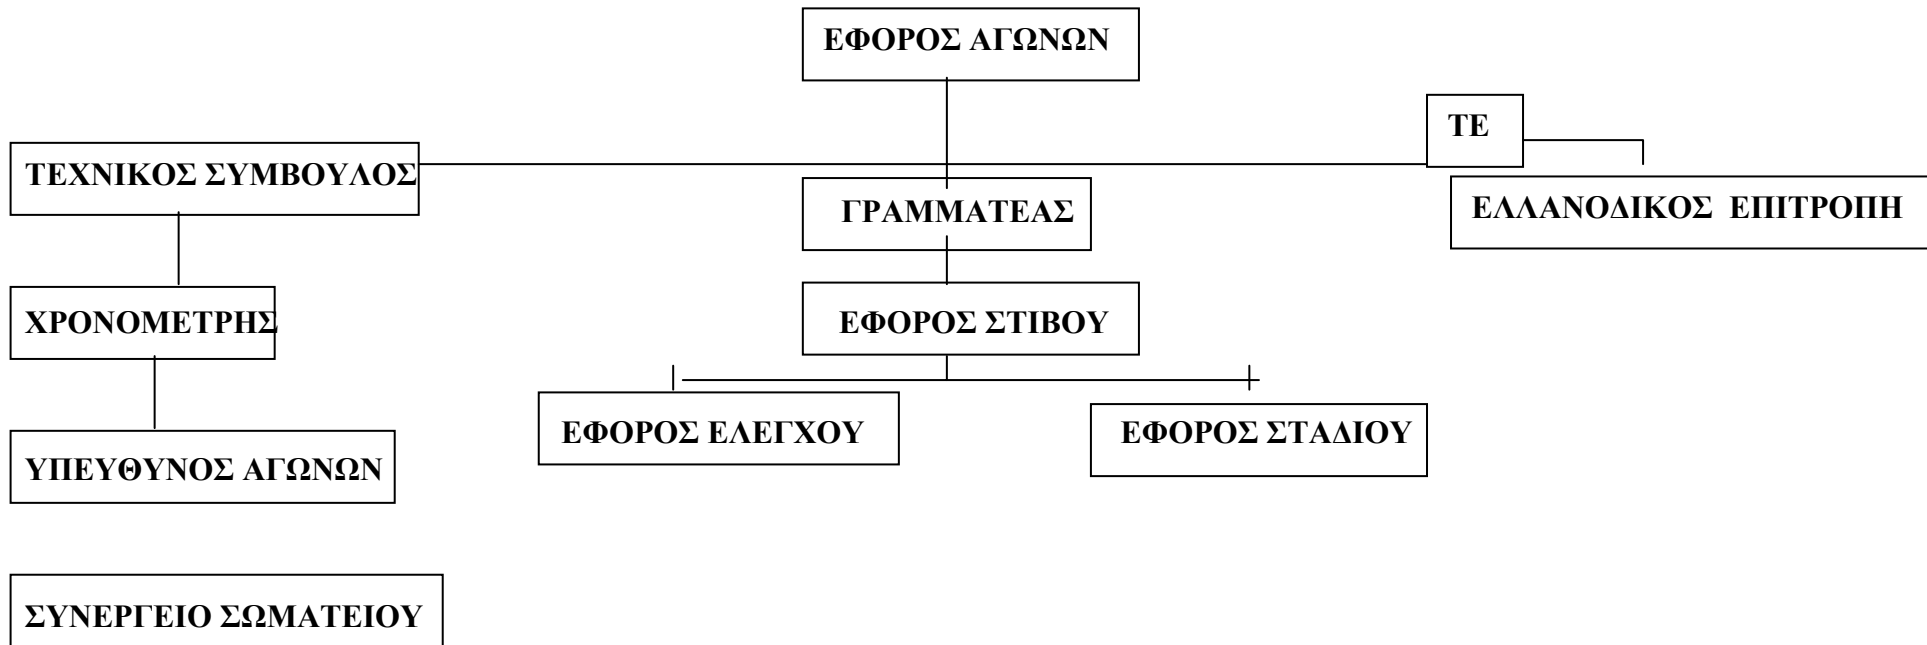 ΕΦΟΡΟΣ ΑΓΩΝΩΝ
ΤΕ
ΤΕΧΝΙΚΟΣ ΣΥΜΒΟΥΛΟΣ
ΓΡΑΜΜΑΤΕΑΣ
ΕΛΛΑΝΟΔΙΚΟΣ ΕΠΙΤΡΟΠΗ
ΧΡΟΝΟΜΕΤΡΗΣ
ΕΦΟΡΟΣ ΣΤΙΒΟΥ
ΕΦΟΡΟΣ ΕΛΕΓΧΟΥ
ΕΦΟΡΟΣ ΣΤΑΔΙΟΥ
ΥΠΕΥΘΥΝΟΣ ΑΓΩΝΩΝ
ΣΥΝΕΡΓΕΙΟ ΣΩΜΑΤΕΙΟΥ